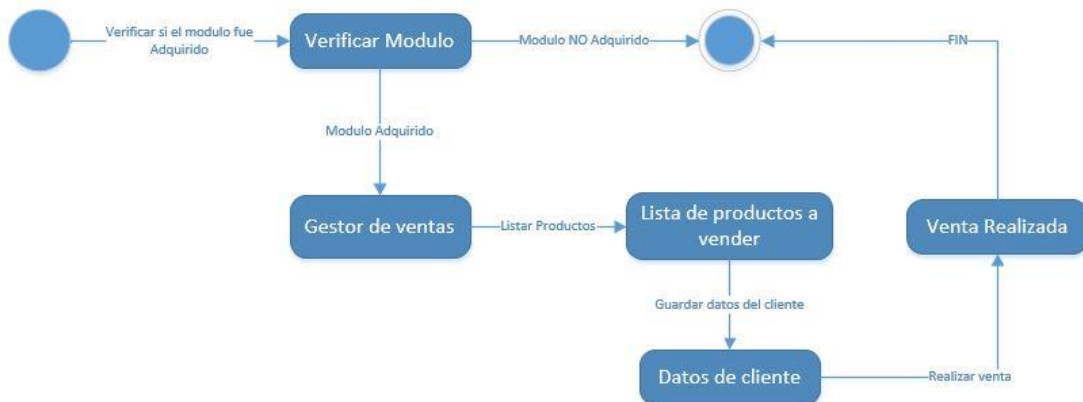 Verificar si el modulo fue
Adquirido
Verificar Modulo
Modulo NO Adquirido
FIN
Modulo Adquirido
Gestor de ventas
Listar Productos
Lista de productos a
vender
Venta Realizada
Guardar datos del cliente
Datos de cliente
Realizar venta